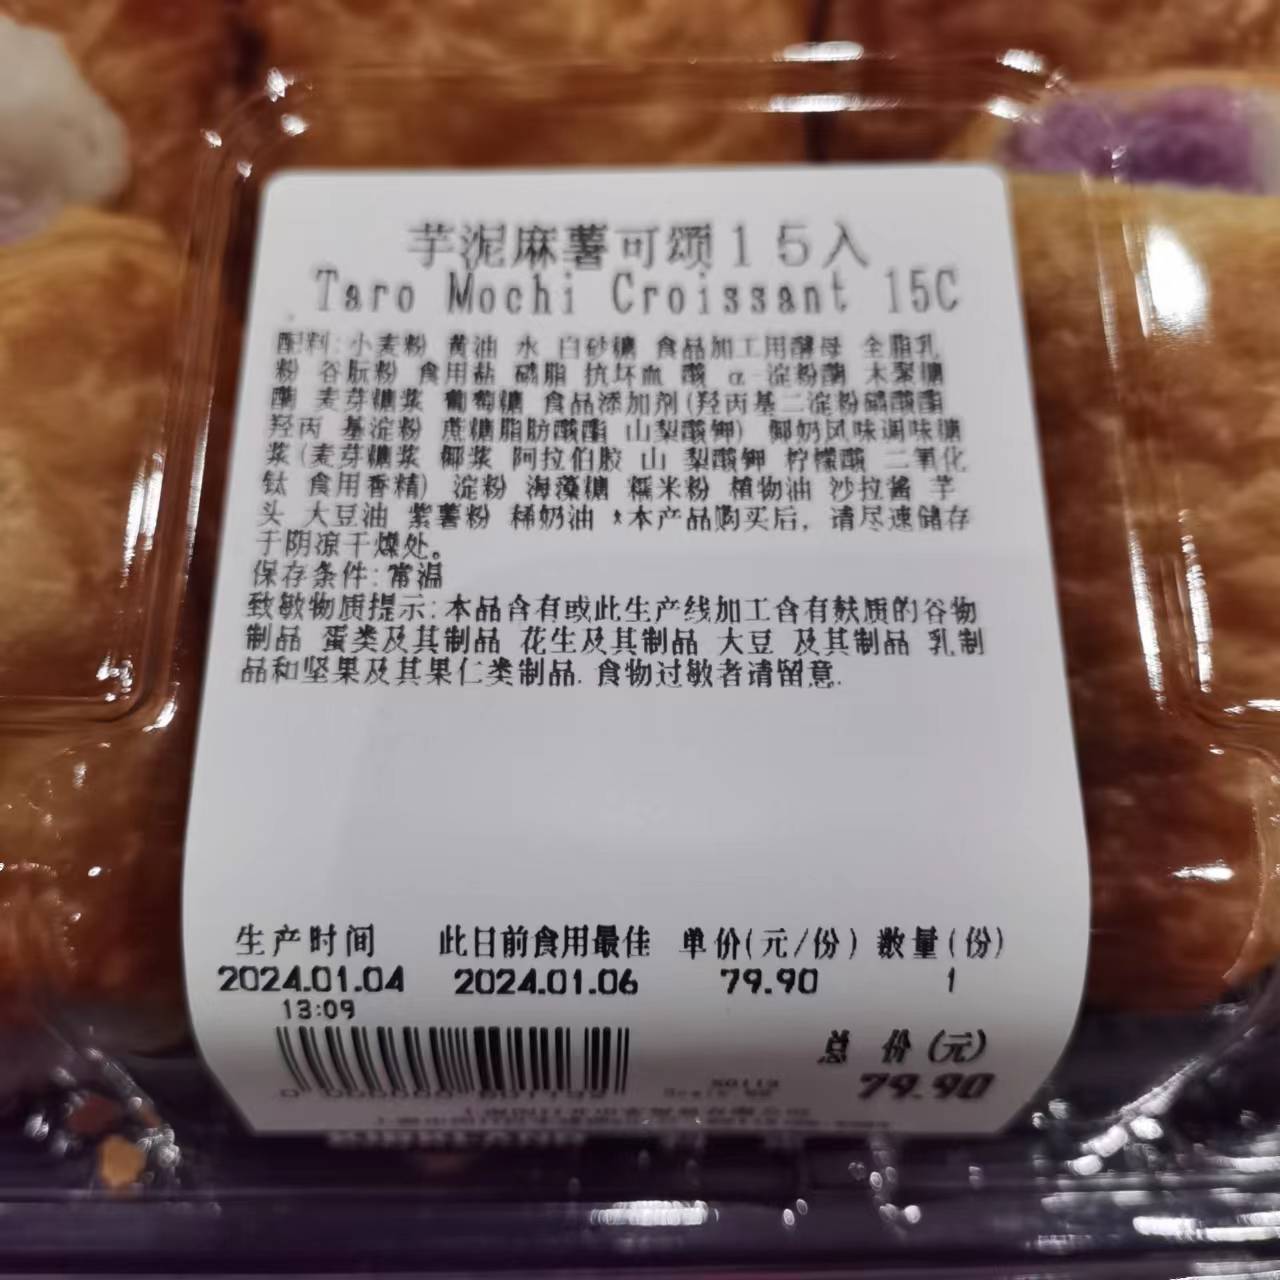 芋泥麻薯可颂15入
Taro Mochi Croissant 15C
配料: 小麦粉 黄油 水 白砂糖 食品加工用酵母 全脂乳
粉 谷朊粉 食用盐 磷脂 抗坏血 酸 α-淀粉酶 木聚糖
酶 麦芽糖浆 葡萄糖 食品添加剂(羟丙基二淀粉磷酸酯
羟丙 基淀粉 蔗糖脂肪酸酯 山梨酸钾) 椰奶风味调味糖
浆(麦芽糖浆 椰浆 阿拉伯胶 山 梨酸钾 柠檬酸 二氧化
钛 食用香精) 淀粉 海藻糖 糯米粉 植物油 沙拉酱 芋
头 大豆油 紫薯粉 稀奶油 *本产品购买后, 请尽速储存
于阴凉干燥处。
保存条件: 常温
致敏物质提示: 本品含有或此生产线加工含有麸质的谷物
制品 蛋类及其制品 花生及其制品 大豆 及其制品 乳制
品和坚果及其果仁类制品. 食物过敏者请留意.
生产时间 此日前食用最佳 单价(元/份) 数量(份)
2024.01.04 2024.01.06 79.90 1
13:09
总 价(元)
79.90